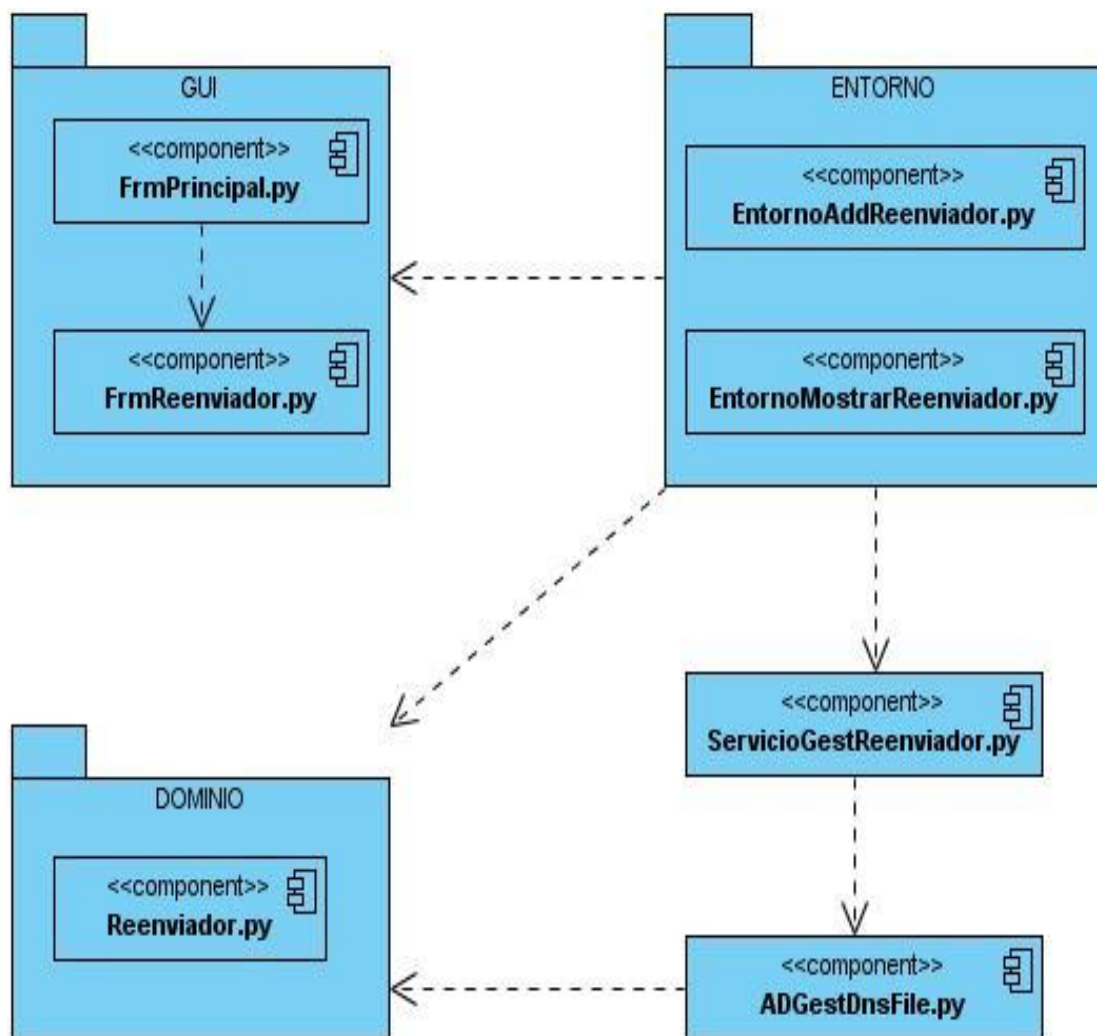 GUI
<<component>>
FrmPrincipal.py
<<component>>
FrmReenviador.py
ENTORNO
<<component>>
EntornoAddReenviador.py
<<component>>
EntornoMostrarReenviador.py
<<component>>
ServicioGestReenviador.py
DOMINIO
<<component>>
Reenviador.py
<<component>>
ADGestDnsFile.py